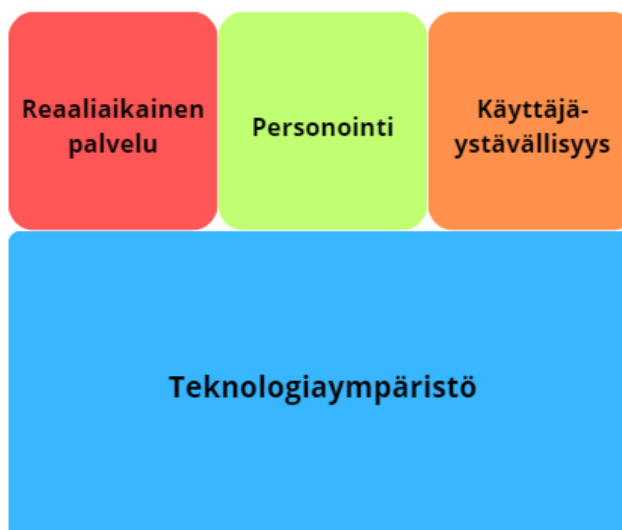 Reaaliaikainen
palvelu
Personointi
Käyttäjä-
ystävällisyys
Teknologiaympäristö